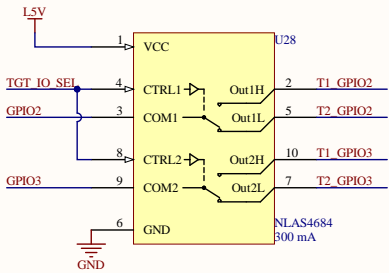 L5V
U28
1 VCC
TGT_IO_SEL 4 CTRL1 Out1H 2 T1_GPIO2
GPIO2 3 COM1 Out1L 5 T2_GPIO2
8 CTRL2 Out2H 10 T1_GPIO3
GPIO3 9 COM2 Out2L 7 T2_GPIO3
6 GND NLAS4684
300 mA
GND